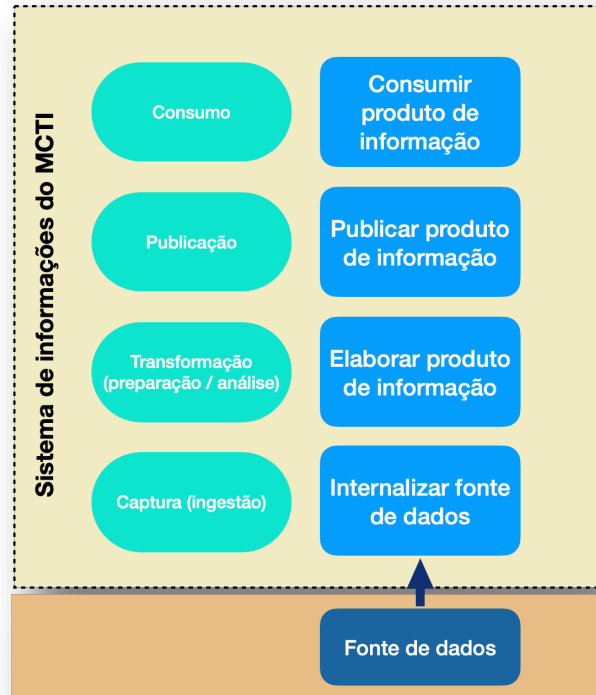 Sistema de informações do MCTI
Consumo
Consumir
produto de
informação
Publicação
Publicar produto
de informação
Transformação
(preparação / análise)
Elaborar produto
de informação
Captura (ingestão)
Internalizar fonte
de dados
Fonte de dados